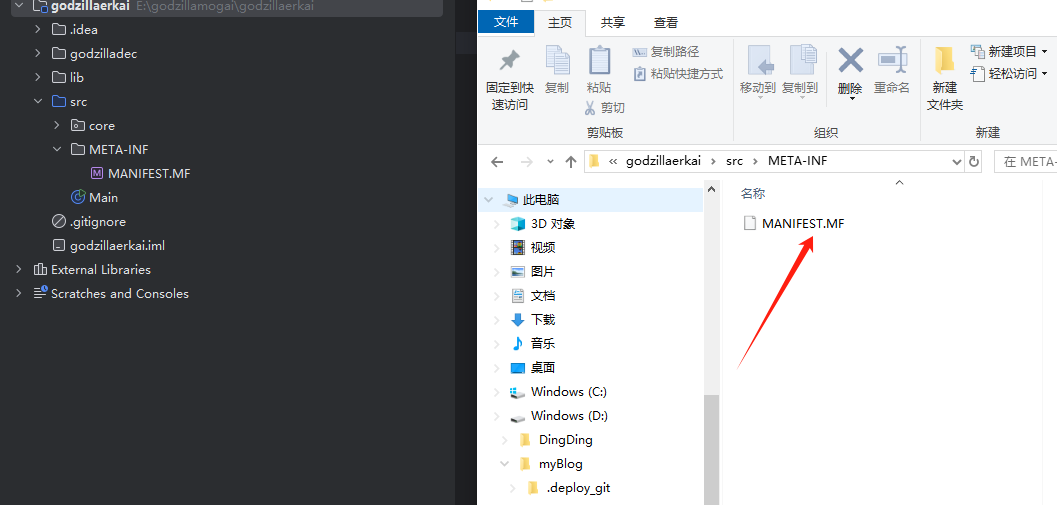 godzillaerkai E:\godzillamogai\godzillaerkai
.idea
godzilladec
lib
src
core
META-INF
MANIFEST.MF
Main
.gitignore
godzillaerkai.iml
External Libraries
Scratches and Consoles
文件 主页 共享 查看
固定到快
速访问
复制
粘贴
复制路径
粘贴快捷方式
剪切
剪贴板
移动到 复制到 删除 重命名
组织
新建
文件夹
新建项目
轻松访问
新建
« godzillaerkai › src › META-INF
在 META-
此电脑
3D 对象
视频
图片
文档
下载
音乐
桌面
Windows (C:)
Windows (D:)
DingDing
myBlog
.deploy_git
名称
MANIFEST.MF